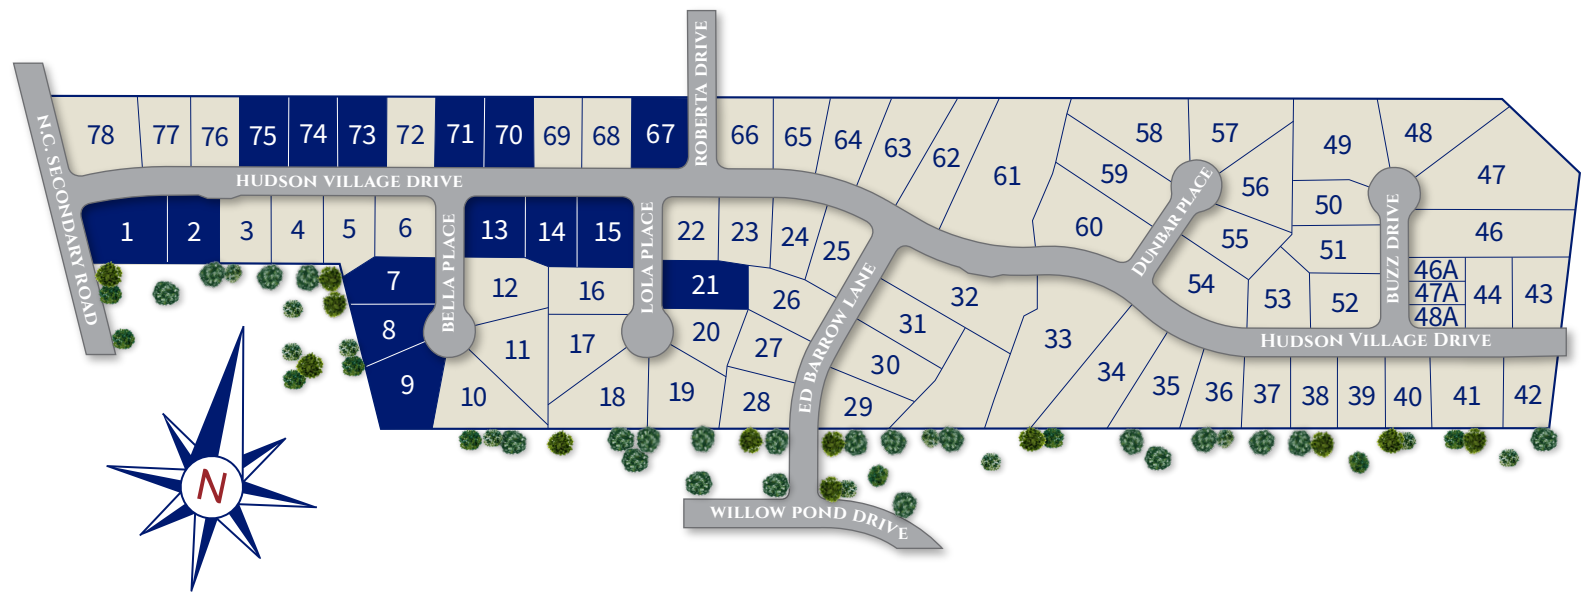 ROBERTA DRIVE
N.C. SECONDARY ROAD
78 77 76 75 74 73 72 71 70 69 68 67 66 65 64 63 62 61
58 57 49 48
59 56 50 47
60 55 51 46
HUDSON VILLAGE DRIVE
DUNBAR PLACE
BUZZ DRIVE
1 2 3 4 5 6 13 14 15 22 23 24 25
BELLA PLACE
LOLA PLACE
54 53 52 46A 44 43
47A
48A
7 12 16 21 26 32
8 11 17 20 27 31 33
ED BARROW LANE
30
HUDSON VILLAGE DRIVE
9 10 18 19 28 29 34 35 36 37 38 39 40 41 42
N
WILLOW POND DRIVE